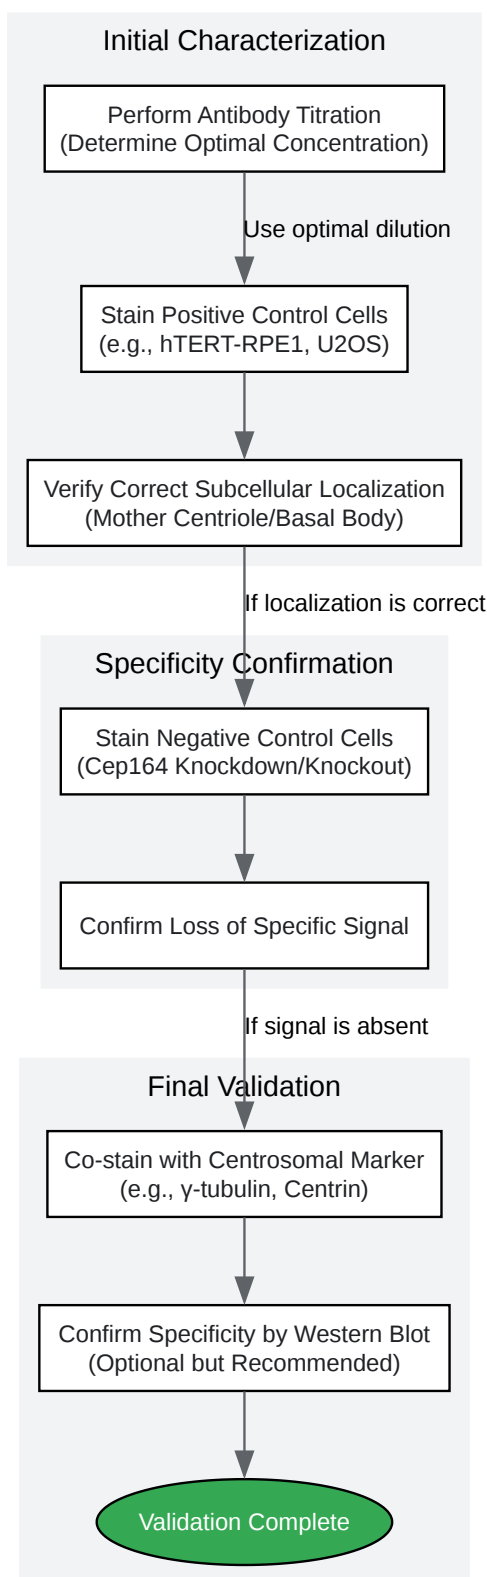 Initial Characterization
Perform Antibody Titration
(Determine Optimal Concentration)
Use optimal dilution
Stain Positive Control Cells
(e.g., hTERT-RPE1, U2OS)
Verify Correct Subcellular Localization
(Mother Centriole/Basal Body)
If localization is correct
Specificity Confirmation
Stain Negative Control Cells
(Cep164 Knockdown/Knockout)
Confirm Loss of Specific Signal
If signal is absent
Final Validation
Co-stain with Centrosomal Marker
(e.g., γ-tubulin, Centrin)
Confirm Specificity by Western Blot
(Optional but Recommended)
Validation Complete